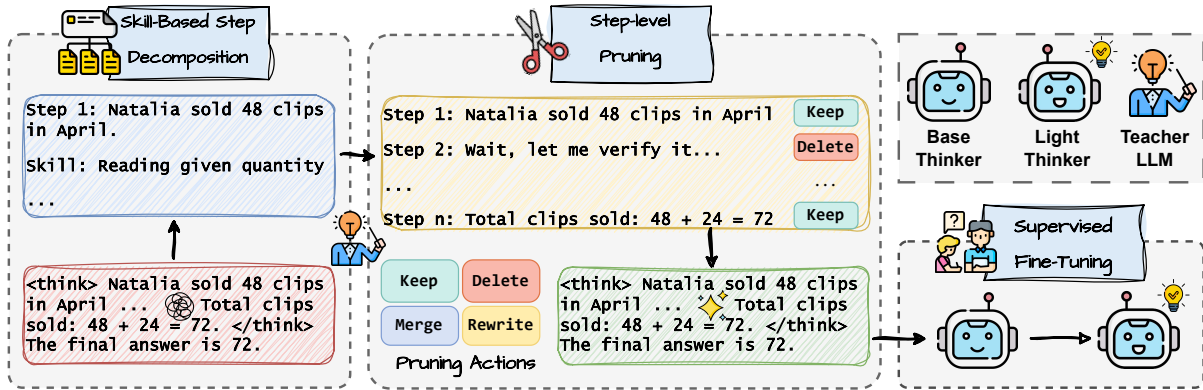 Skill-Based Step
Decomposition
Step 1: Natalia sold 48 clips
in April.
Skill: Reading given quantity
...
<think> Natalia sold 48 clips
in April ... Total clips
sold: 48 + 24 = 72. </think>
The final answer is 72.
Step-level
Pruning
Step 1: Natalia sold 48 clips in April
Keep
Step 2: Wait, let me verify it...
Delete
...
...
Step n: Total clips sold: 48 + 24 = 72
Keep
Keep
Delete
Merge
Rewrite
Pruning Actions
<think> Natalia sold 48 clips
in April ... Total clips
sold: 48 + 24 = 72. </think>
The final answer is 72.
Base
Thinker
Light
Thinker
Teacher
LLM
?
Supervised
Fine-Tuning